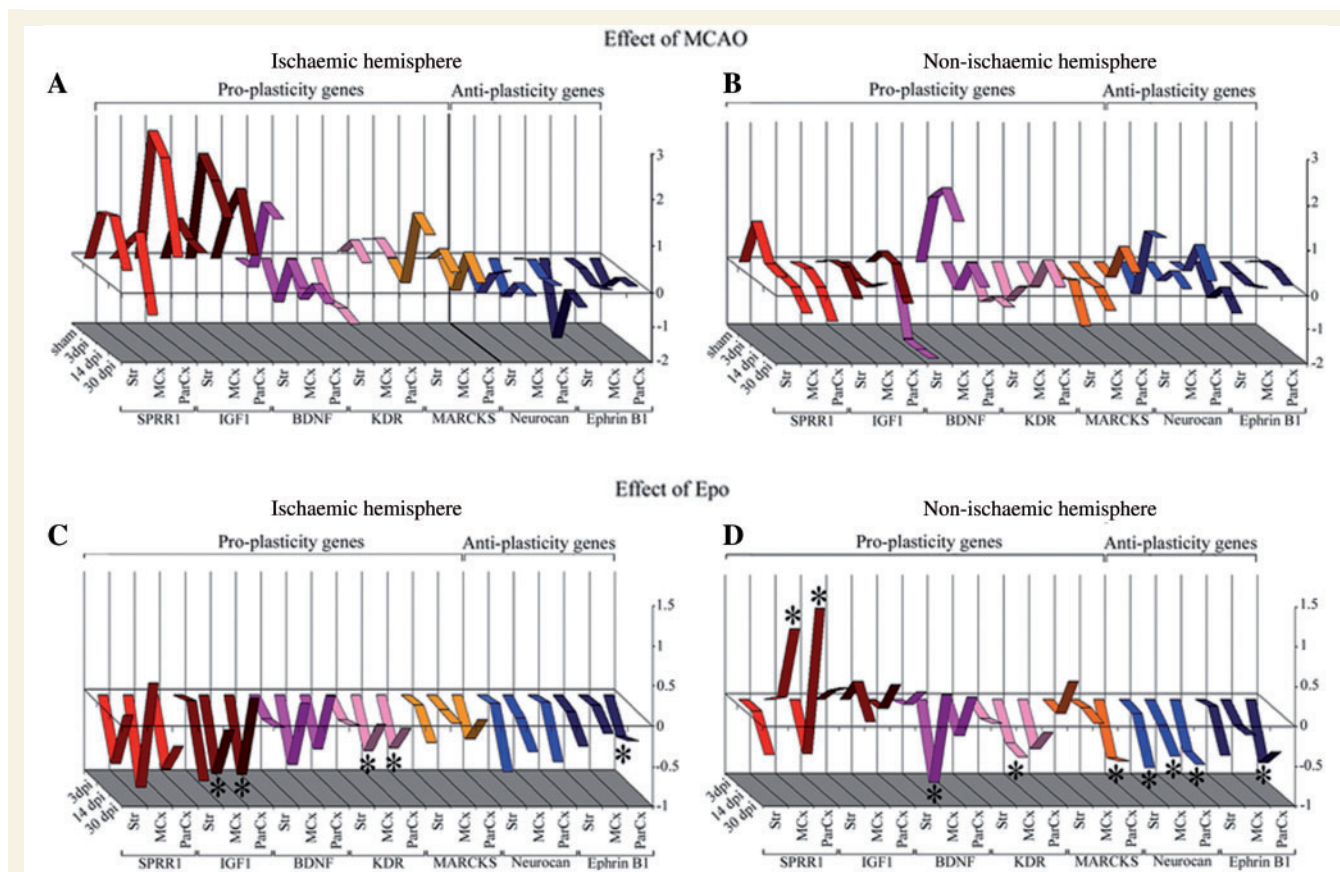 Effect of MCAO
A
Ischaemic hemisphere
Pro-plasticity genes
Anti-plasticity genes
3
2
1
0
-1
-2
sham
3dpi
14 dpi
30 dpi
Str
MCx
ParCx
Str
MCx
ParCx
Str
MCx
ParCx
Str
MCx
ParCx
Str
MCx
ParCx
Str
MCx
ParCx
Str
MCx
ParCx
SPRR1 IGF1 BDNF KDR MARCKS Neurocan Ephrin B1
B
Non-ischaemic hemisphere
Pro-plasticity genes
Anti-plasticity genes
3
2
1
0
-1
-2
sham
3dpi
14 dpi
30 dpi
Str
MCx
ParCx
Str
MCx
ParCx
Str
MCx
ParCx
Str
MCx
ParCx
Str
MCx
ParCx
Str
MCx
ParCx
Str
MCx
ParCx
SPRR1 IGF1 BDNF KDR MARCKS Neurocan Ephrin B1
Effect of Epo
C
Ischaemic hemisphere
Pro-plasticity genes
Anti-plasticity genes
1.5
1
0.5
0
-0.5
-1
3dpi
14 dpi
30 dpi
* * * * *
Str
MCx
ParCx
Str
MCx
ParCx
Str
MCx
ParCx
Str
MCx
ParCx
Str
MCx
ParCx
Str
MCx
ParCx
Str
MCx
ParCx
SPRR1 IGF1 BDNF KDR MARCKS Neurocan Ephrin B1
D
Non-ischaemic hemisphere
Pro-plasticity genes
Anti-plasticity genes
1.5
1
0.5
0
-0.5
-1
3dpi
14 dpi
30 dpi
* * * * * * * * *
Str
MCx
ParCx
Str
MCx
ParCx
Str
MCx
ParCx
Str
MCx
ParCx
Str
MCx
ParCx
Str
MCx
ParCx
Str
MCx
ParCx
SPRR1 IGF1 BDNF KDR MARCKS Neurocan Ephrin B1